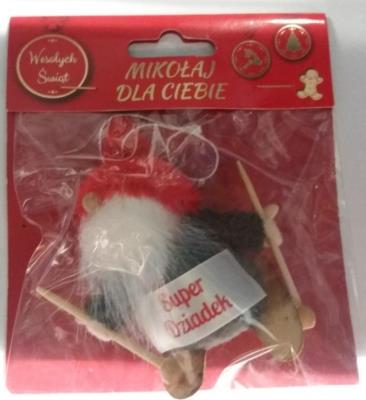 Wesołych
Świąt
MIKOŁAJ
DLA CIEBIE
Super
Dziadek